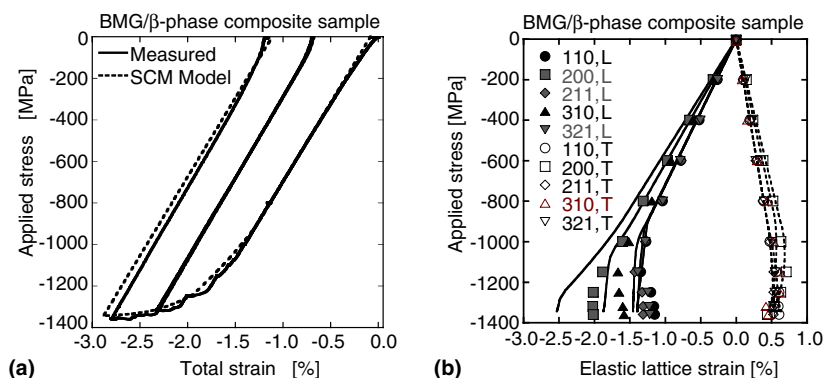 BMG/β-phase composite sample
0
-200
-400
-600
-800
-1000
-1200
-1400
Applied stress [MPa]
Measured
SCM Model
-3.0 -2.5 -2.0 -1.5 -1.0 -0.5 0.0
Total strain [%]
(a)
BMG/β-phase composite sample
0
-200
-400
-600
-800
-1000
-1200
-1400
Applied stress [MPa]
110,L
200,L
211,L
310,L
321,L
110,T
200,T
211,T
310,T
321,T
-3.0 -2.5 -2.0 -1.5 -1.0 -0.5 0.0 0.5 1.0
Elastic lattice strain [%]
(b)